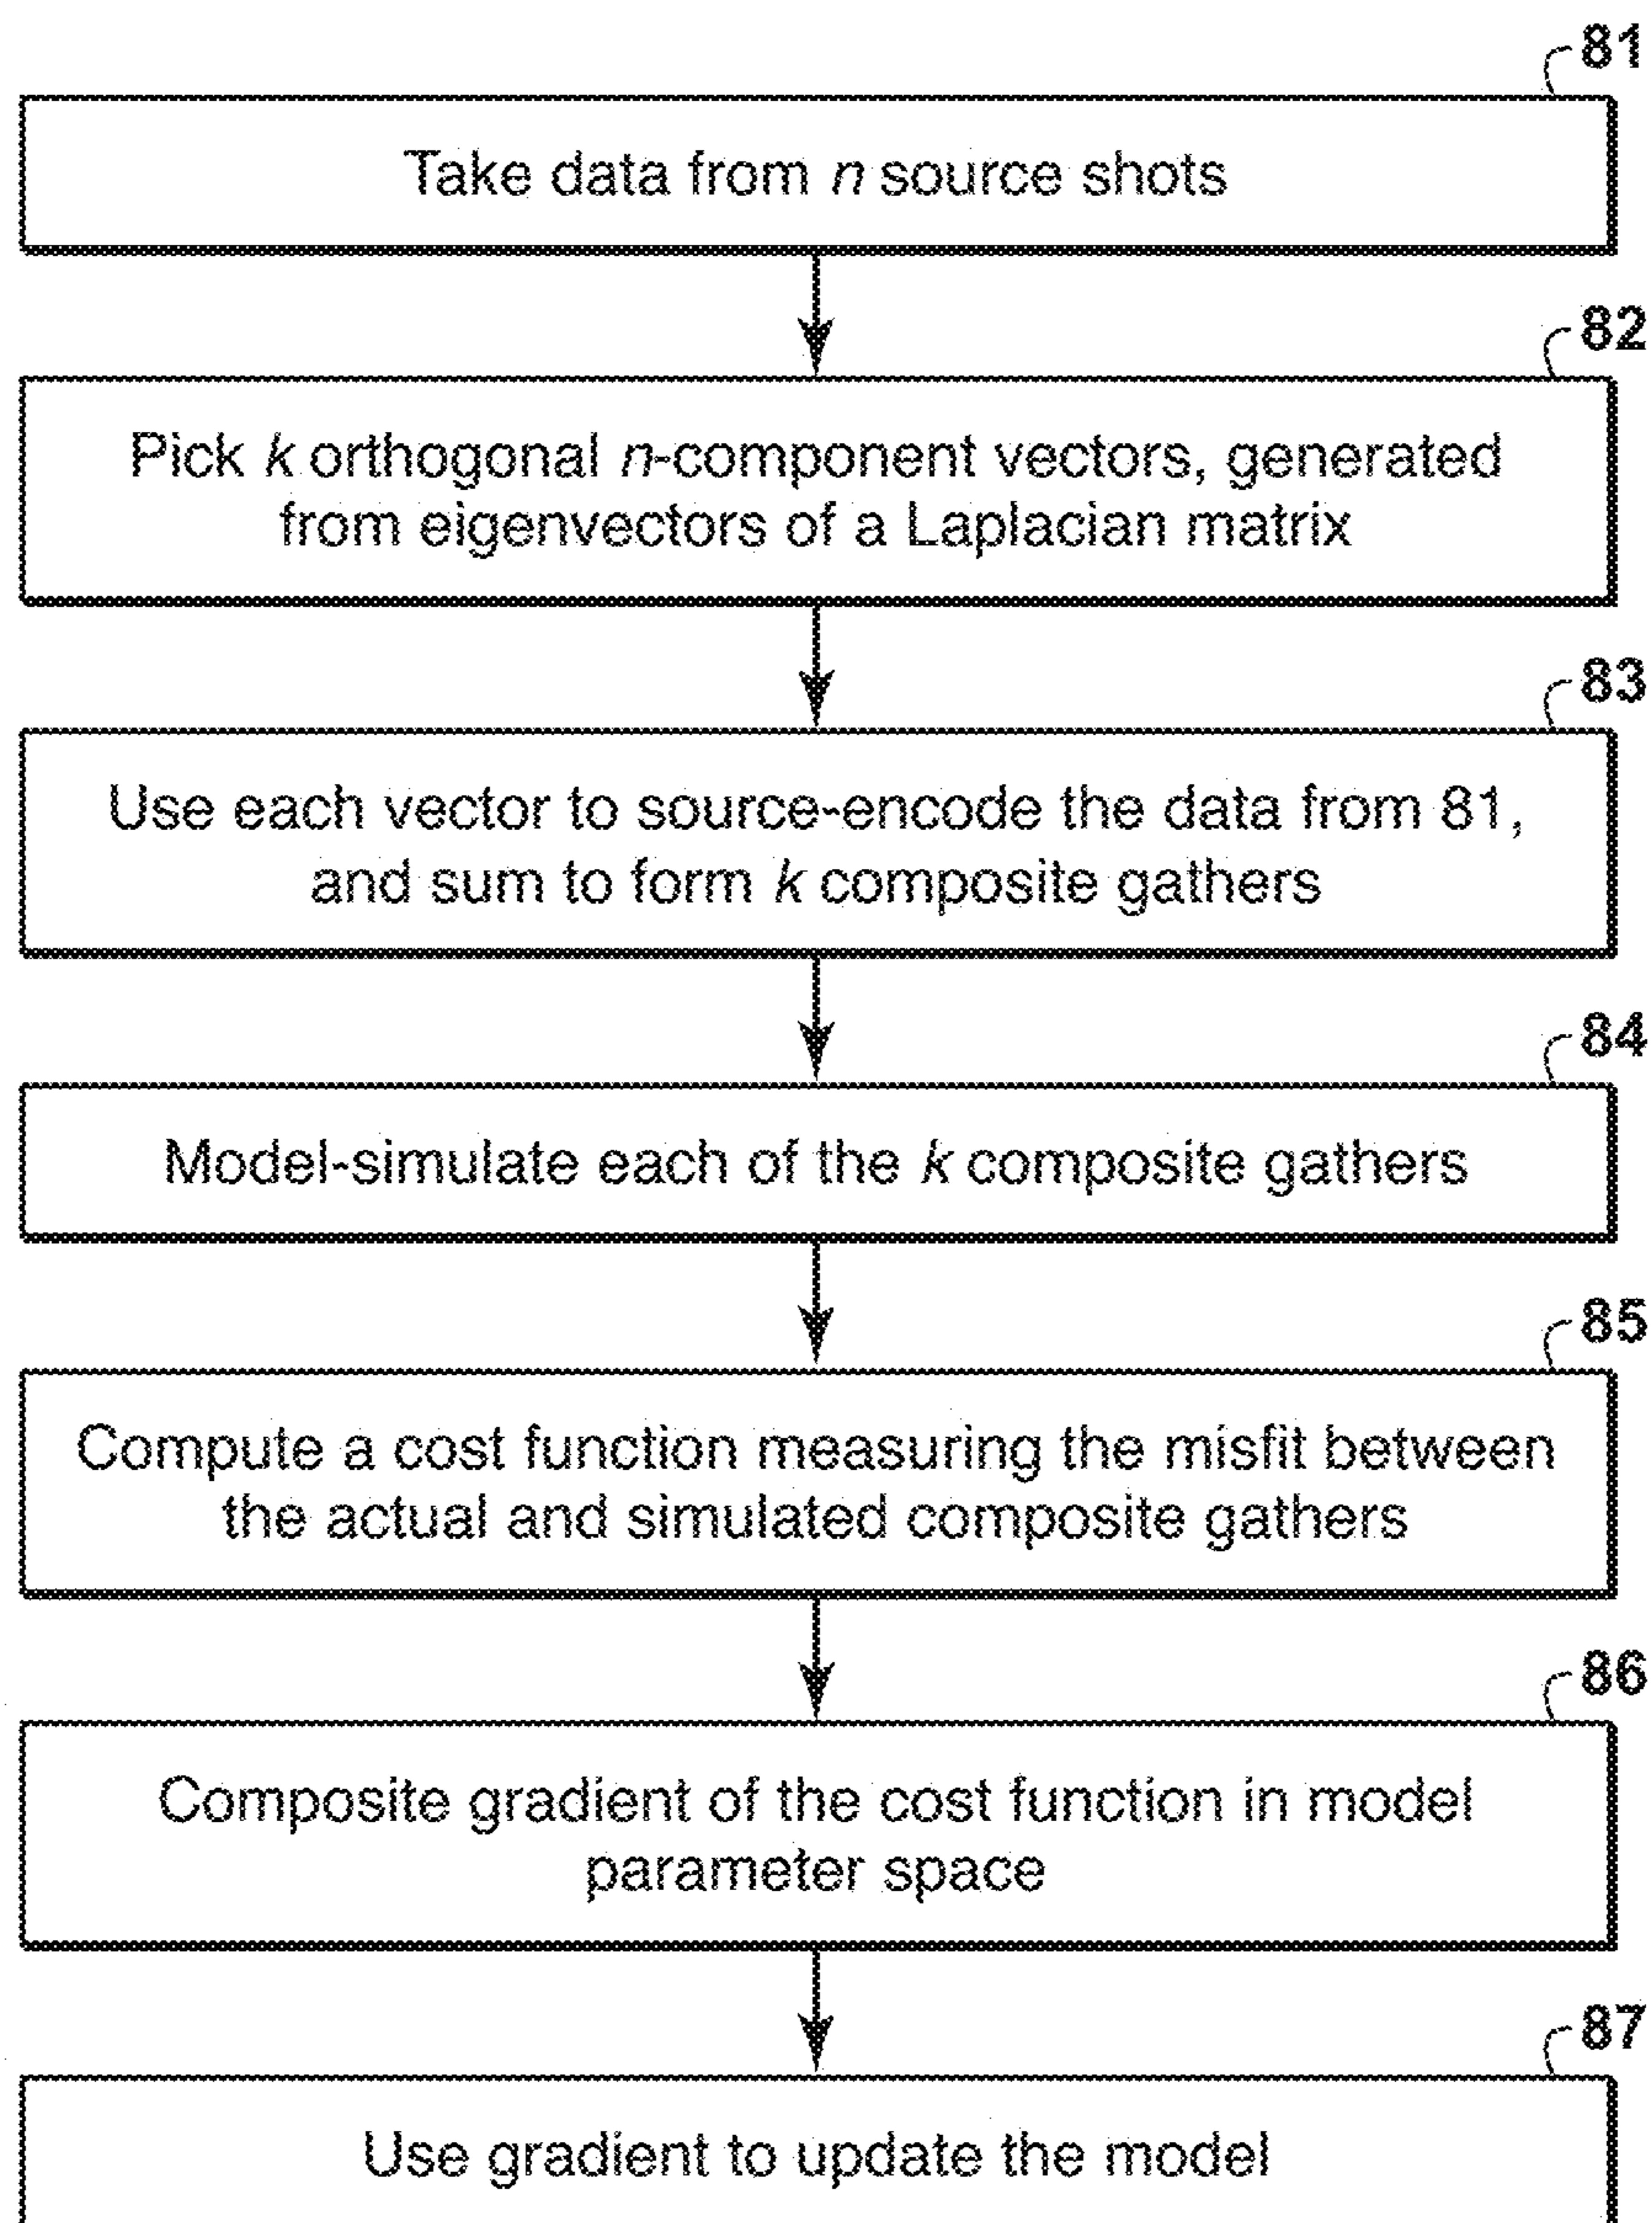 81
Take data from n source shots
82
Pick k orthogonal n-component vectors, generated
from eigenvectors of a Laplacian matrix
83
Use each vector to source-encode the data from 81,
and sum to form k composite gathers
84
Model-simulate each of the k composite gathers
85
Compute a cost function measuring the misfit between
the actual and simulated composite gathers
86
Composite gradient of the cost function in model
parameter space
87
Use gradient to update the model